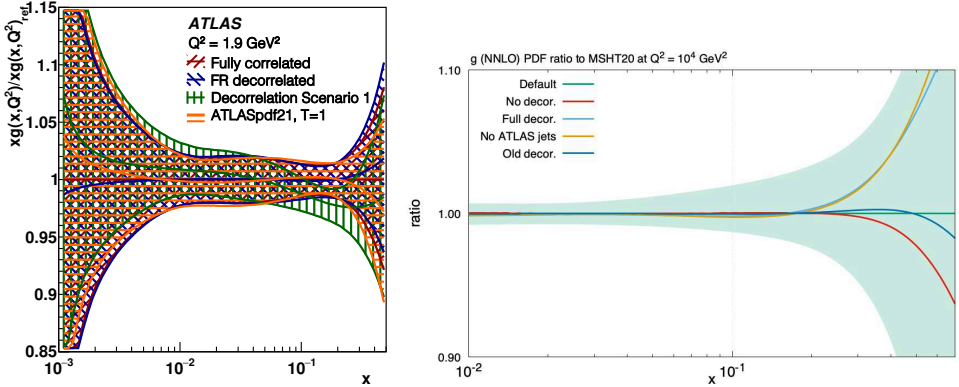 xg(x,Q²)/xg(x,Q²)ref
1.15
1.1
1.05
1
0.95
0.9
0.85
ATLAS
Q² = 1.9 GeV²
Fully correlated
FR decorrelated
Decorrelation Scenario 1
ATLASpdf21, T=1
10⁻³
10⁻²
10⁻¹
x
g (NNLO) PDF ratio to MSHT20 at Q² = 10⁴ GeV²
1.10
1.00
0.90
ratio
Default
No decor.
Full decor.
No ATLAS jets
Old decor.
10⁻²
10⁻¹
x